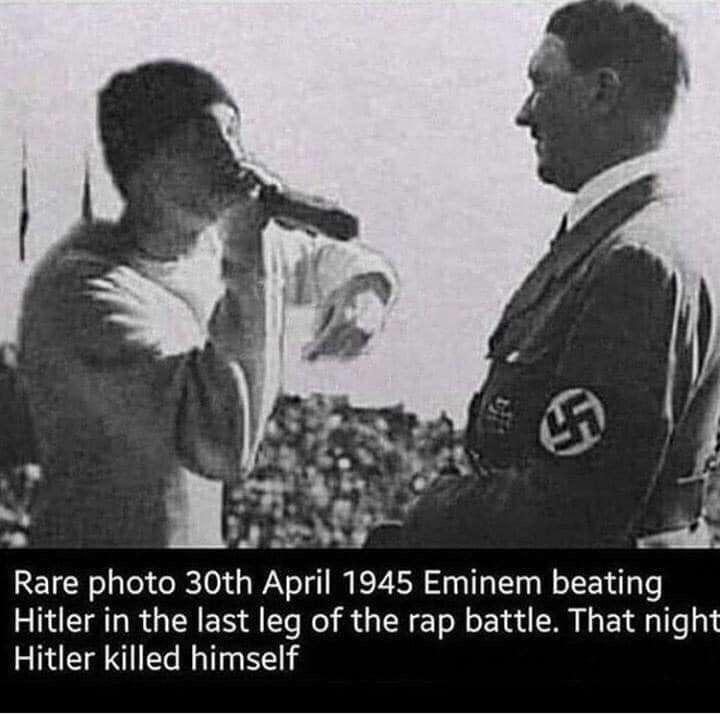 Rare photo 30th April 1945 Eminem beating
Hitler in the last leg of the rap battle. That night
Hitler killed himself